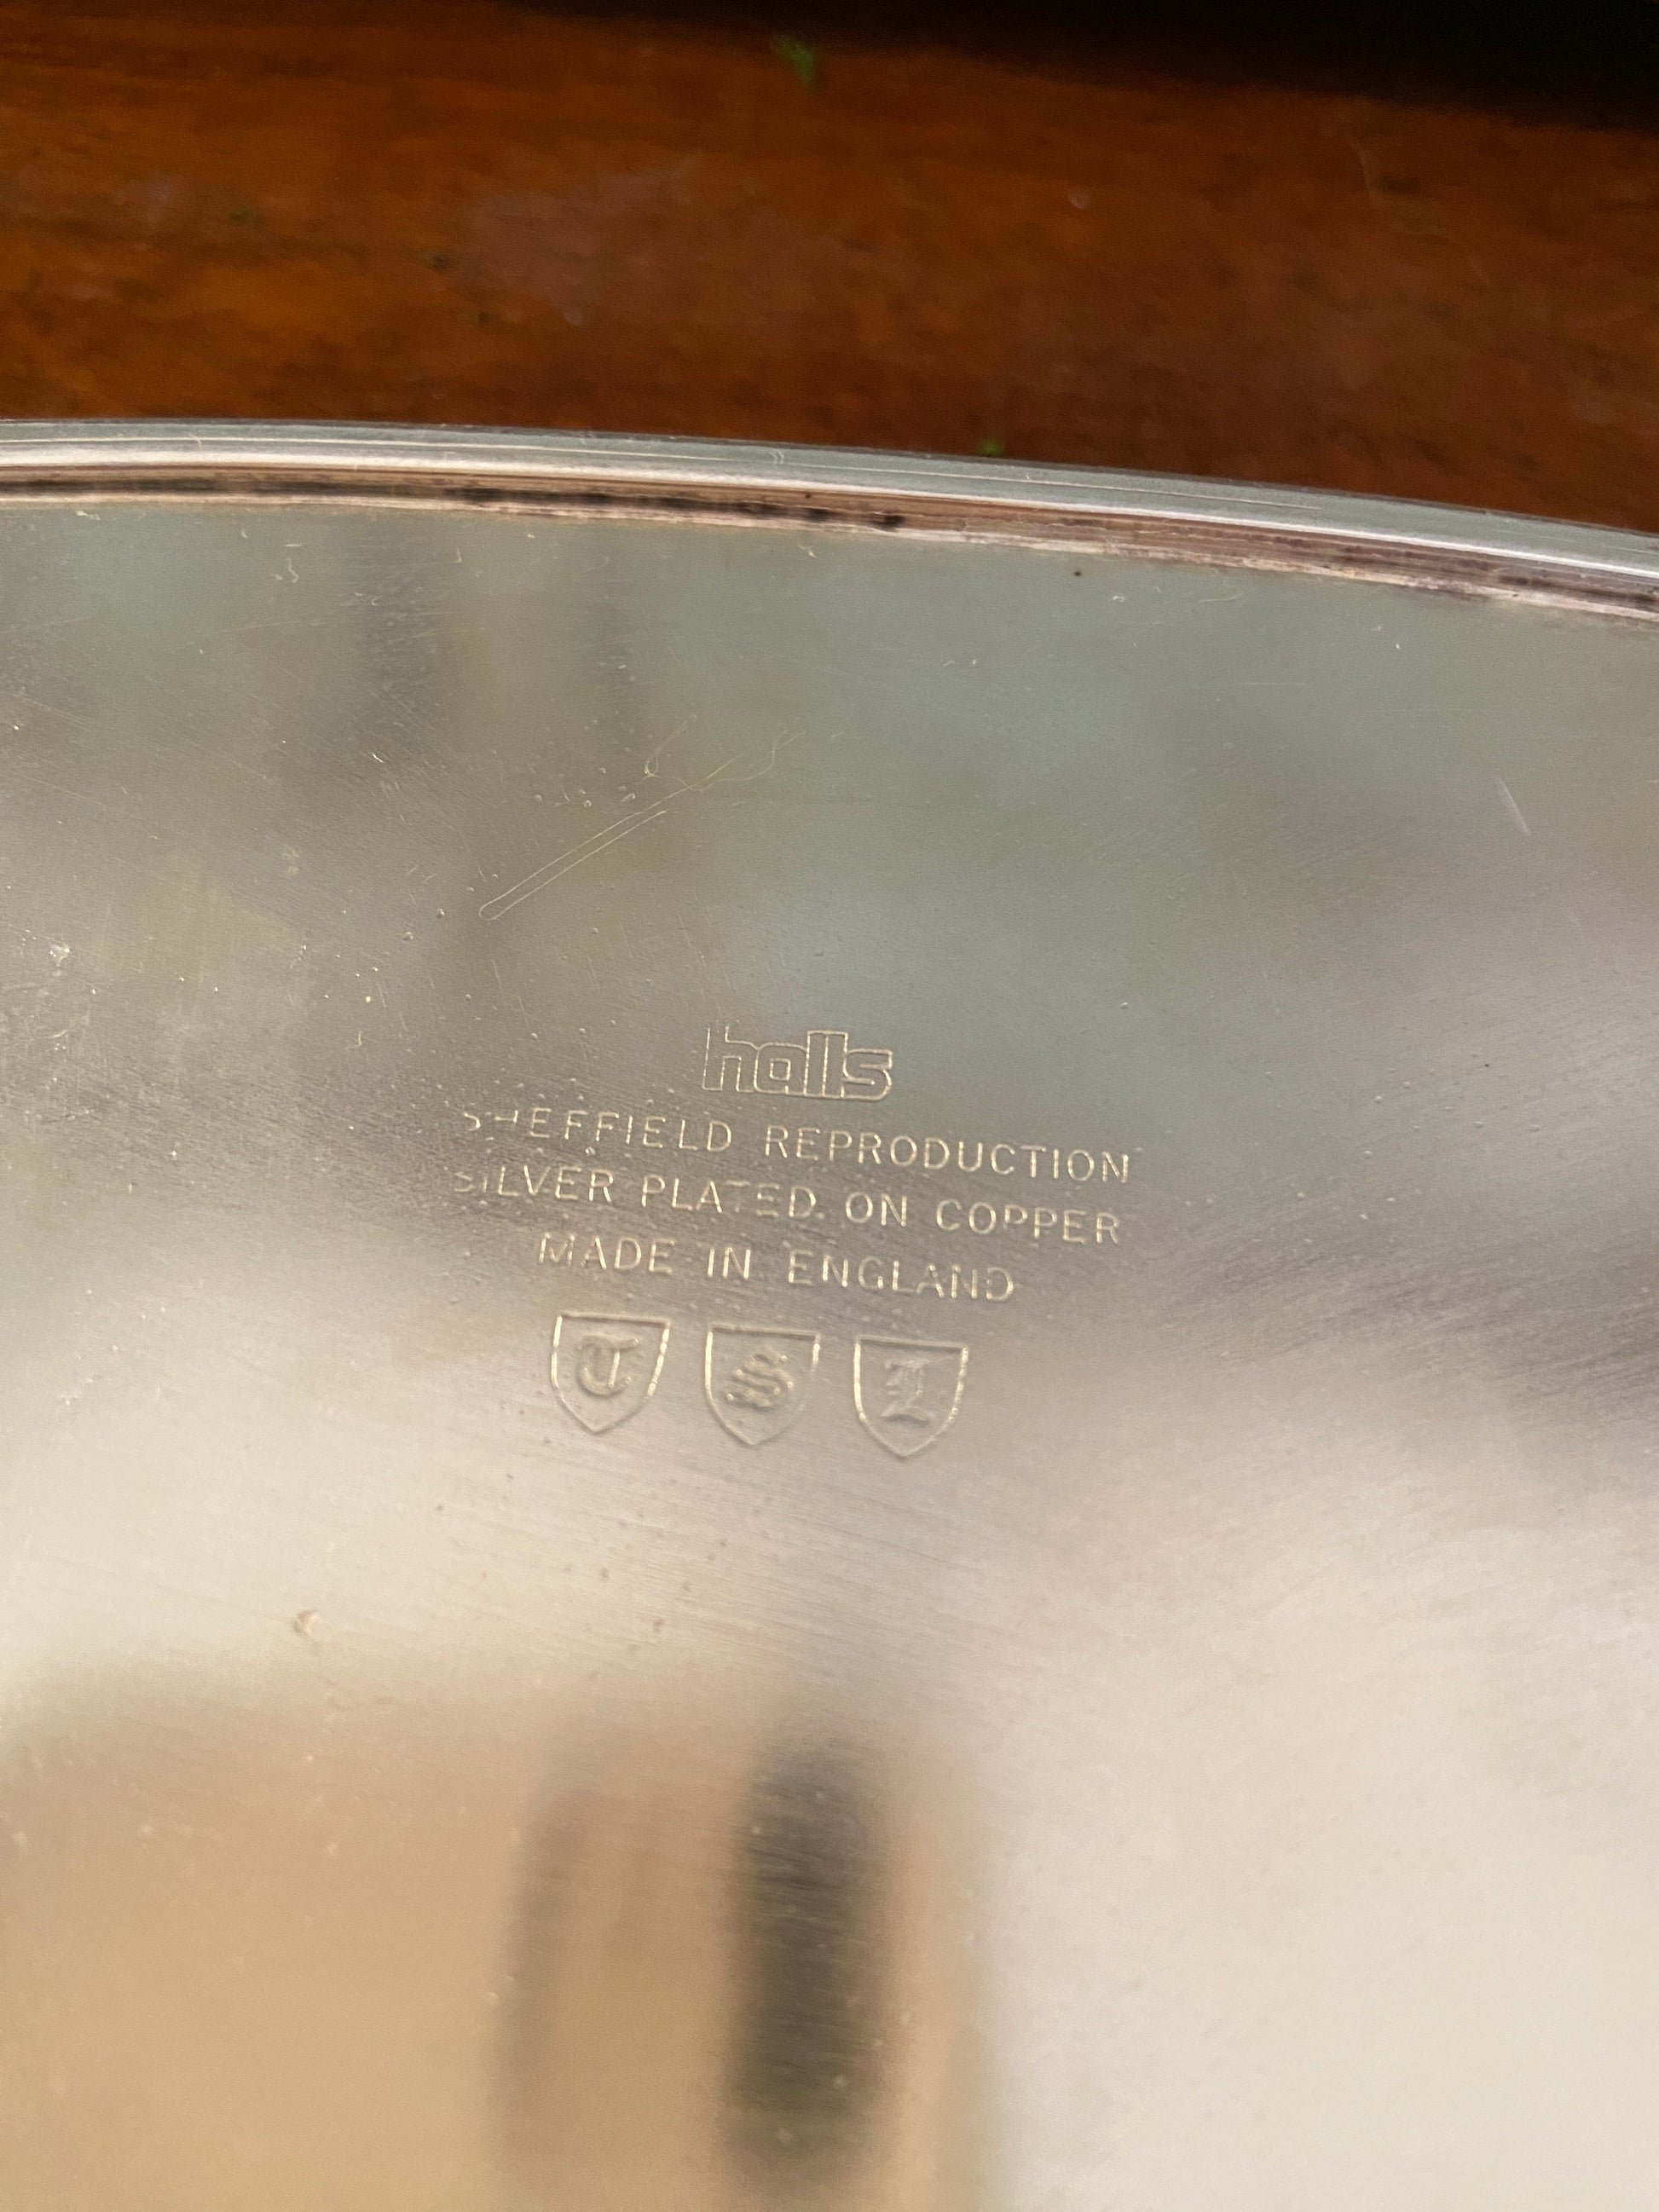 halls
SHEFFIELD REPRODUCTION
SILVER PLATED ON COPPER
MADE IN ENGLAND
T S L